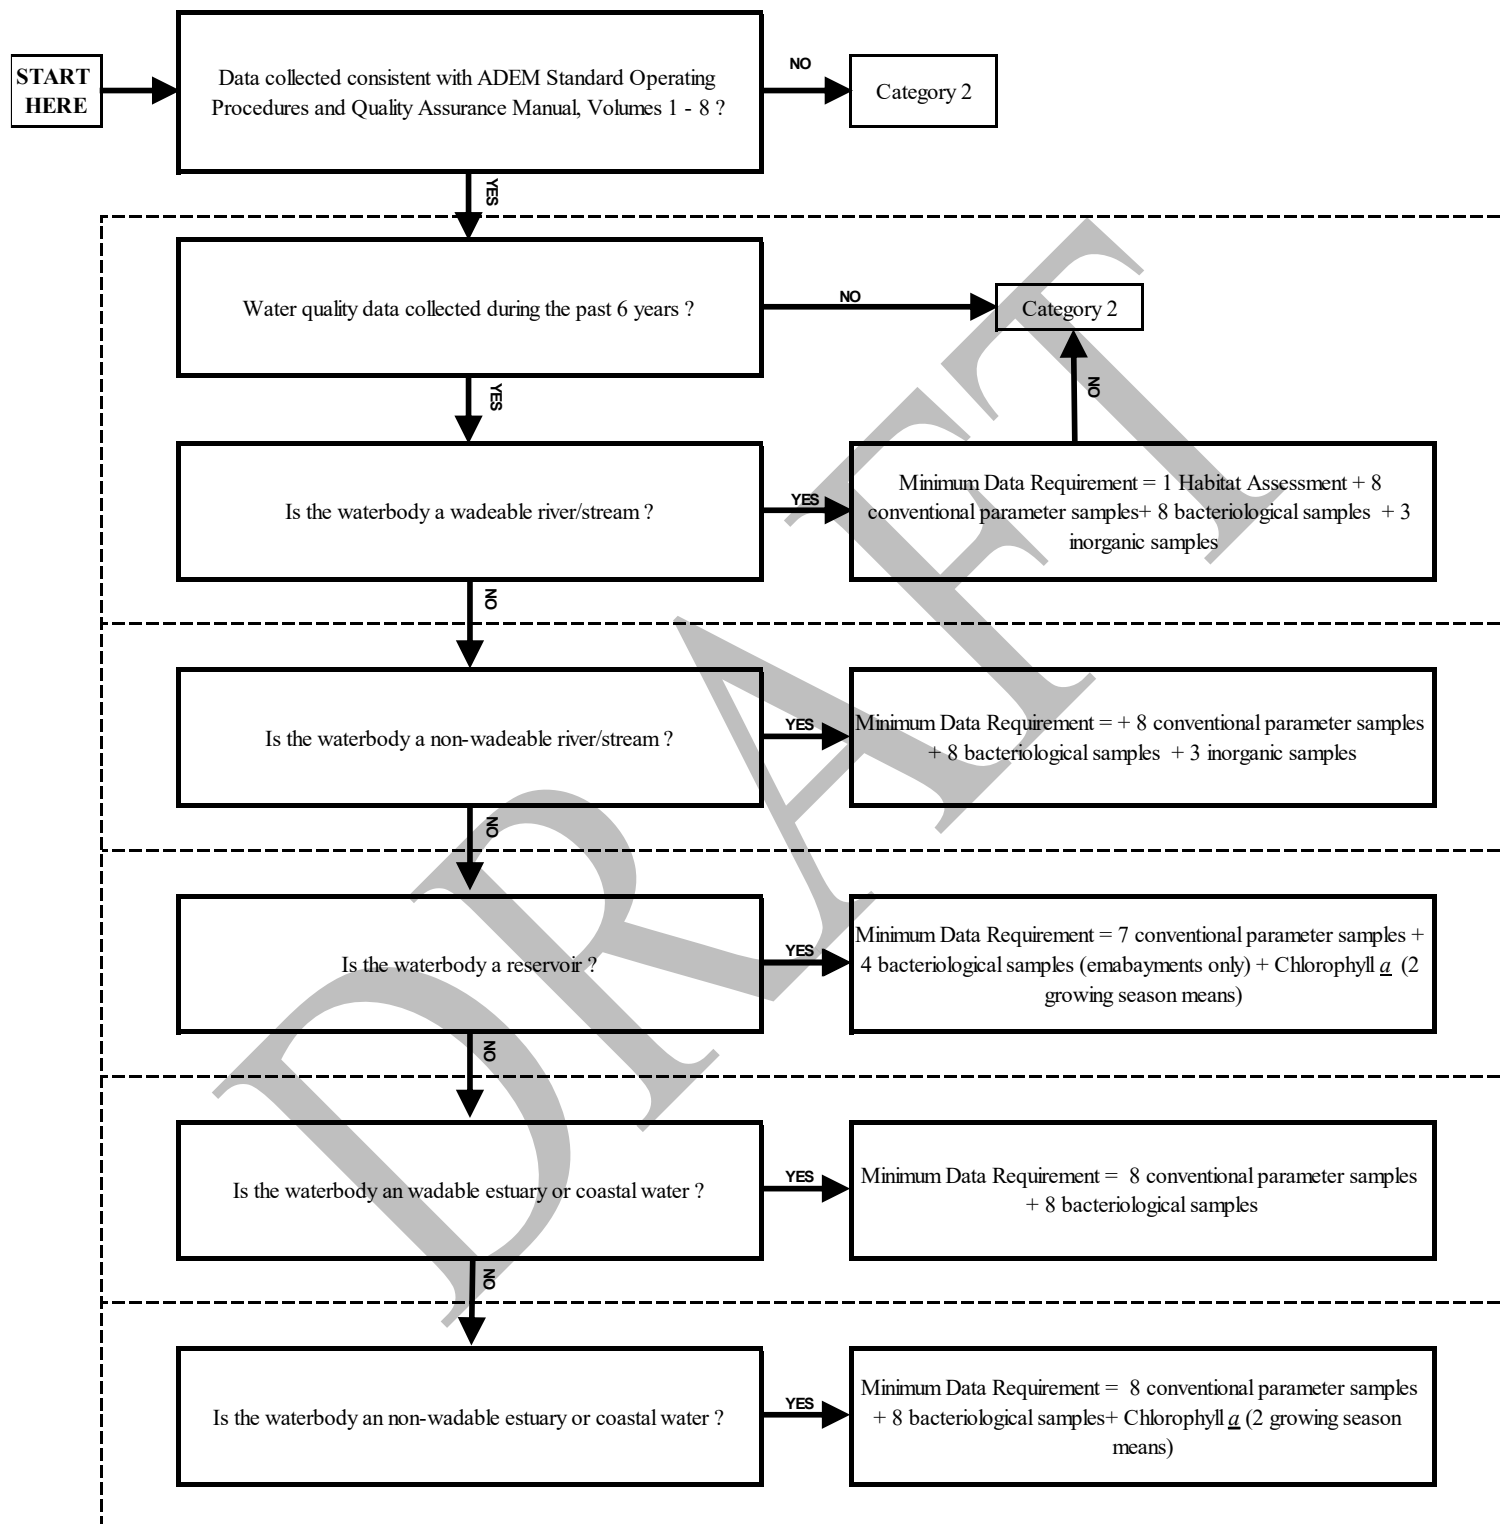 START
HERE
Data collected consistent with ADEM Standard Operating
Procedures and Quality Assurance Manual, Volumes 1 - 8 ?
NO
Category 2
YES
Water quality data collected during the past 6 years ?
NO
Category 2
YES
NO
Is the waterbody a wadeable river/stream ?
YES
Minimum Data Requirement = 1 Habitat Assessment + 8
conventional parameter samples+ 8 bacteriological samples + 3
inorganic samples
NO
Is the waterbody a non-wadeable river/stream ?
YES
Minimum Data Requirement = + 8 conventional parameter samples
+ 8 bacteriological samples + 3 inorganic samples
NO
Is the waterbody a reservoir ?
YES
Minimum Data Requirement = 7 conventional parameter samples +
4 bacteriological samples (emabayments only) + Chlorophyll a (2
growing season means)
NO
Is the waterbody an wadable estuary or coastal water ?
YES
Minimum Data Requirement = 8 conventional parameter samples
+ 8 bacteriological samples
NO
Is the waterbody an non-wadable estuary or coastal water ?
YES
Minimum Data Requirement = 8 conventional parameter samples
+ 8 bacteriological samples+ Chlorophyll a (2 growing season
means)
DRAFT